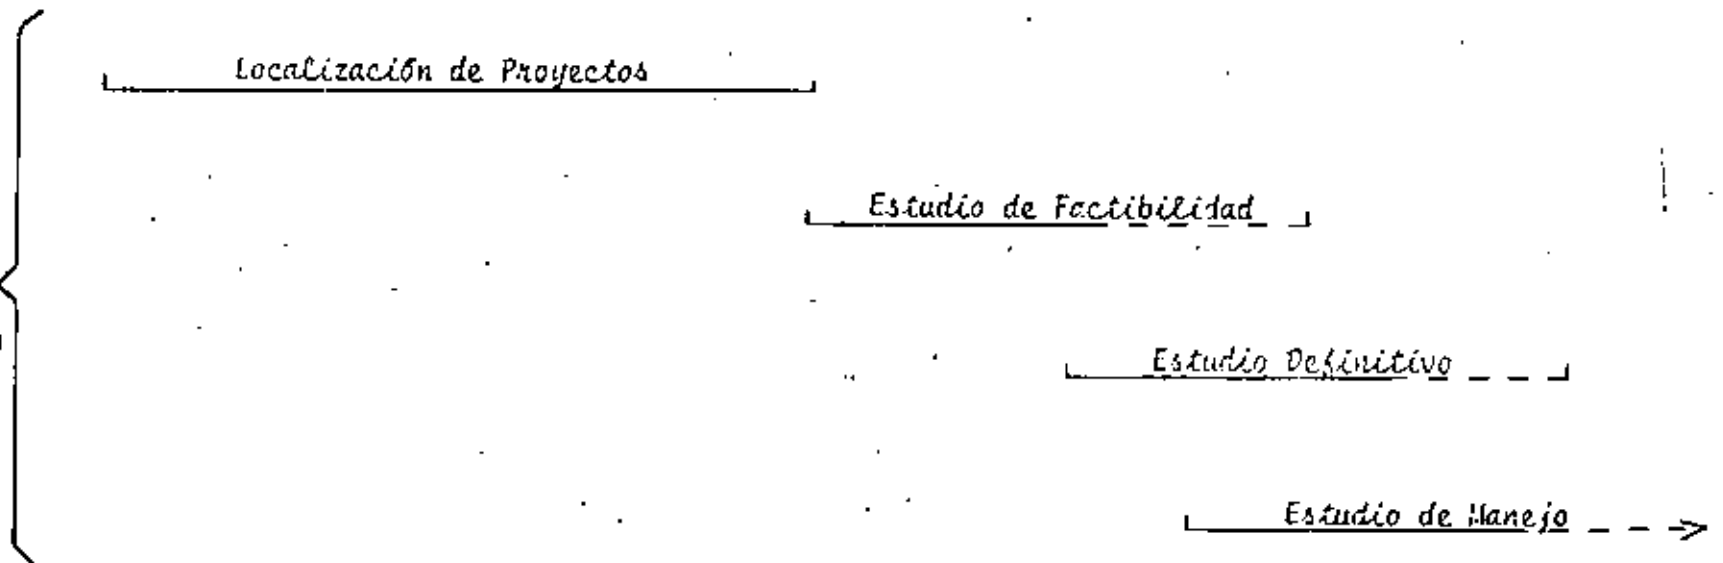 Localización de Proyectos
Estudio de Factibilidad
Estudio Definitivo
Estudio de Manejo